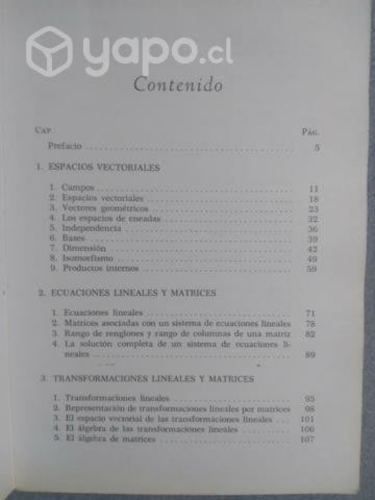 yapo.cl
Contenido
CAP. PÁG.
Prefacio 5
1. ESPACIOS VECTORIALES
1. Campos 11
2. Espacios vectoriales 18
3. Vectores geométricos 23
4. Los espacios de eneadas 32
5. Independencia 36
6. Bases 39
7. Dimensión 42
8. Isomorfismo 49
9. Productos internos 59
2. ECUACIONES LINEALES Y MATRICES
1. Ecuaciones lineales 71
2. Matrices asociadas con un sistema de ecuaciones lineales 78
3. Rango de renglones y rango de columnas de una matriz 82
4. La solución completa de un sistema de ecuaciones li-
neales 89
3. TRANSFORMACIONES LINEALES Y MATRICES
1. Transformaciones lineales 95
2. Representación de transformaciones lineales por matrices 98
3. El espacio vectorial de las transformaciones lineales 101
4. El álgebra de las transformaciones lineales 106
5. El álgebra de matrices 107